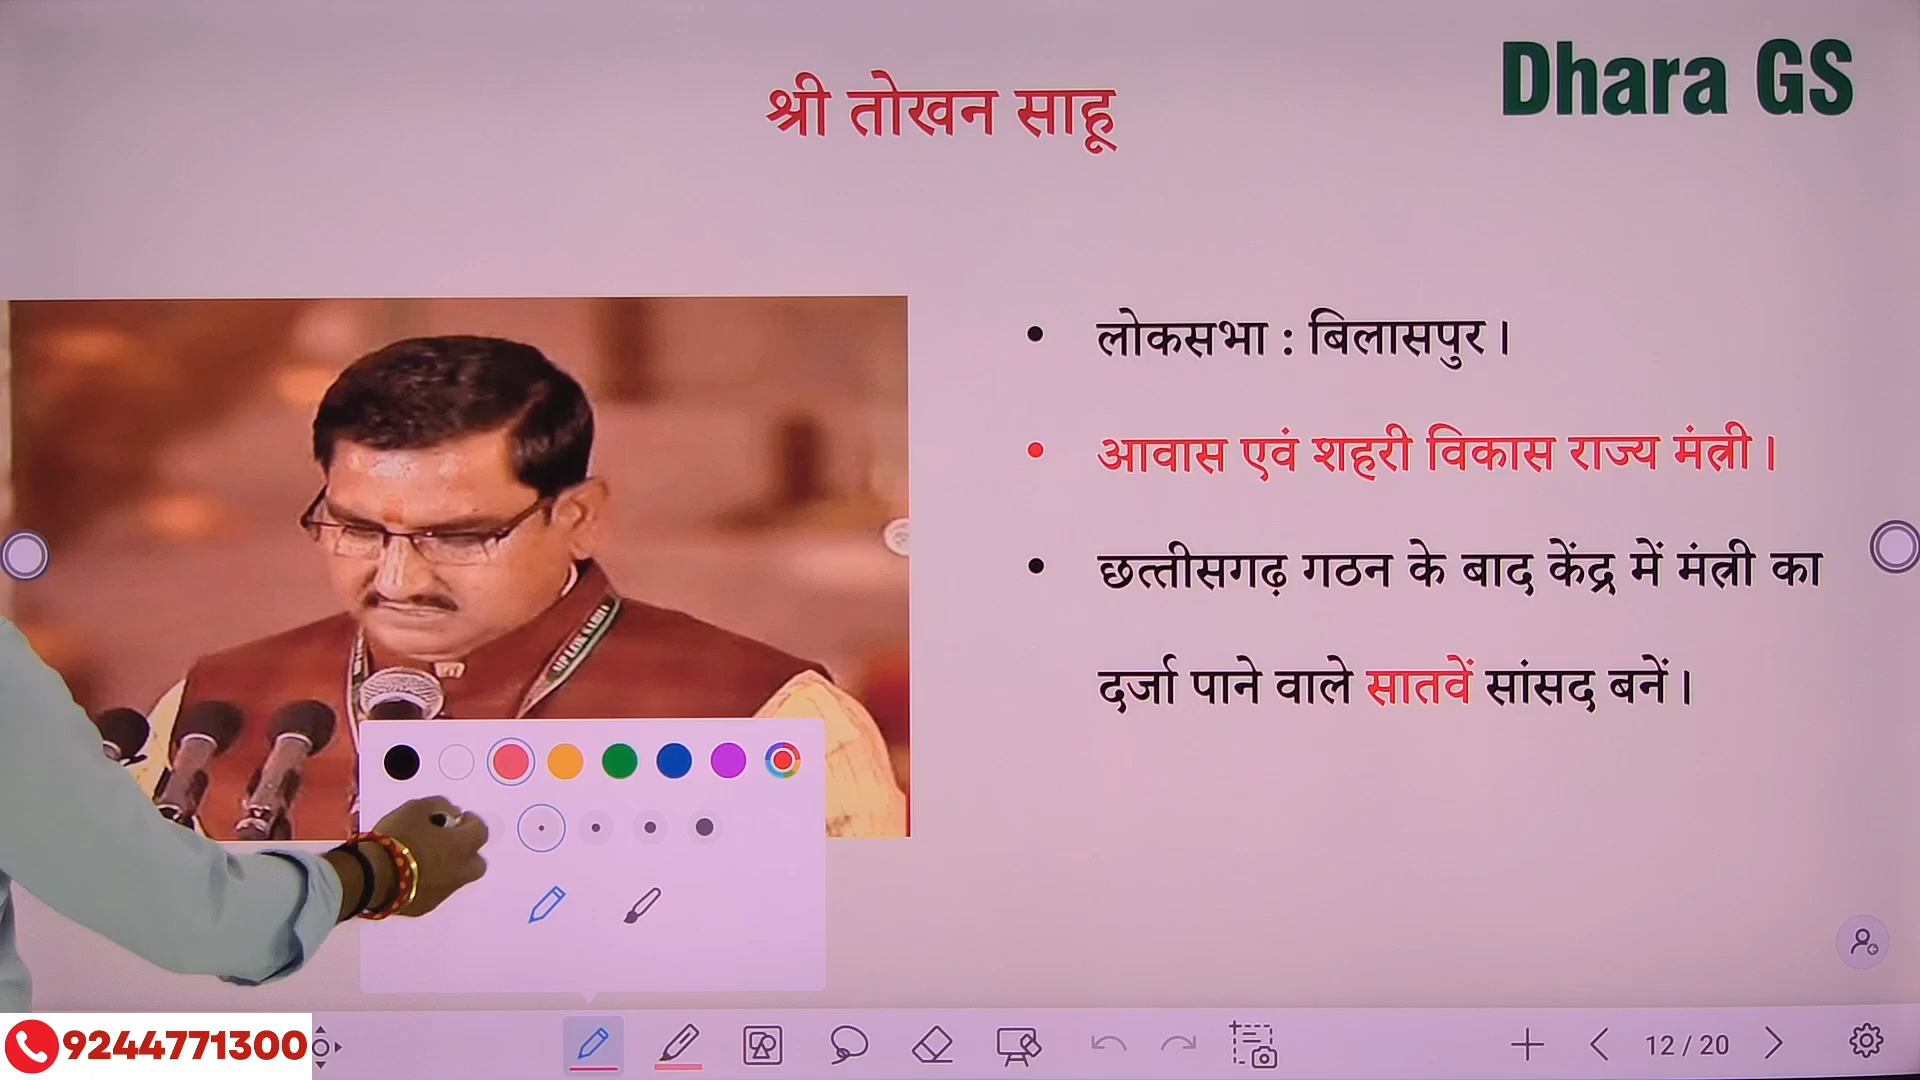 Dhara GS
श्री तोखन साहू
लोकसभा : बिलासपुर।
आवास एवं शहरी विकास राज्य मंत्री।
छत्तीसगढ़ गठन के बाद केंद्र में मंत्री का
दर्जा पाने वाले सातवें सांसद बनें।
9244771300
12 / 20